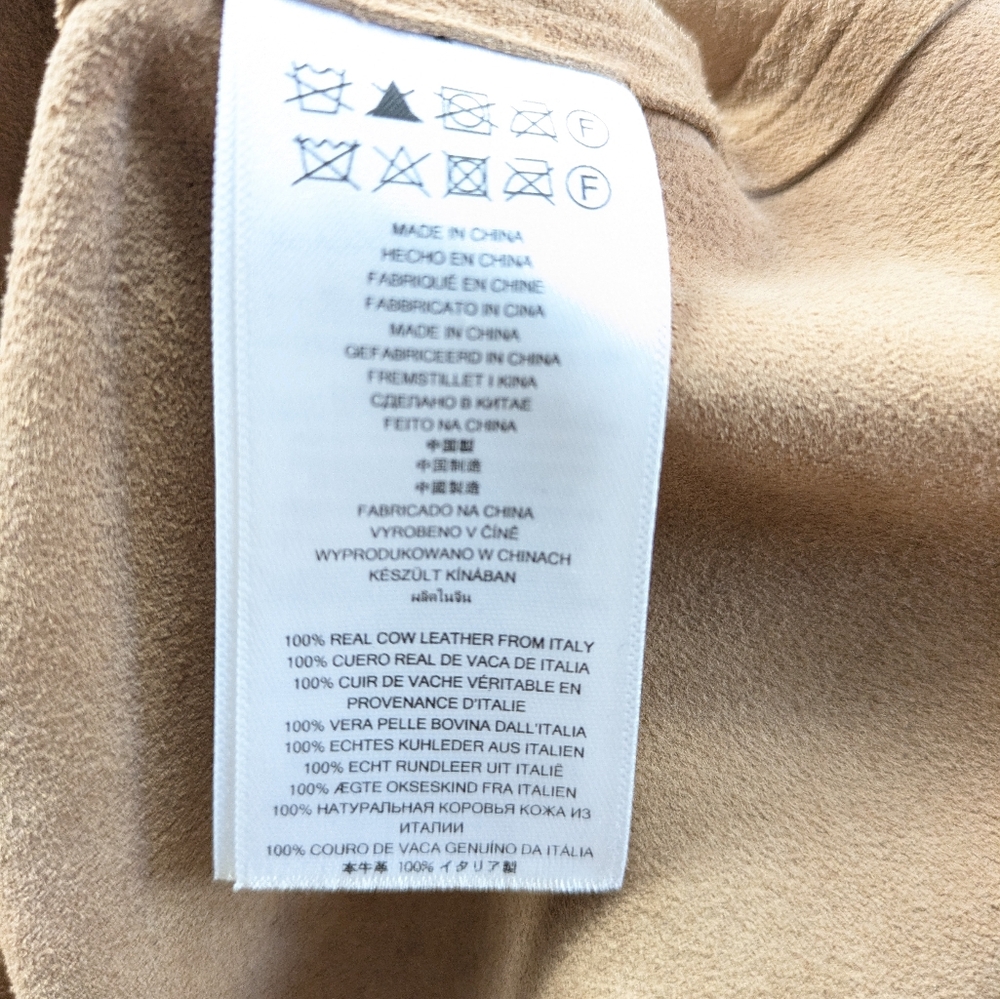 F
F
MADE IN CHINA
HECHO EN CHINA
FABRIQUÉ EN CHINE
FABBRICATO IN CINA
MADE IN CHINA
GEFABRICEERD IN CHINA
FREMSTILLET I KINA
СДЕЛАНО В КИТАЕ
FEITO NA CHINA
中国製
中国制造
中國製造
FABRICADO NA CHINA
VYROBENO V ČÍNĚ
WYPRODUKOWANO W CHINACH
KÉSZÜLT KÍNÁBAN
ผลิตในจีน
100% REAL COW LEATHER FROM ITALY
100% CUERO REAL DE VACA DE ITALIA
100% CUIR DE VACHE VÉRITABLE EN
PROVENANCE D'ITALIE
100% VERA PELLE BOVINA DALL'ITALIA
100% ECHTES KUHLEDER AUS ITALIEN
100% ECHT RUNDLEER UIT ITALIË
100% ÆGTE OKSESKIND FRA ITALIEN
100% НАТУРАЛЬНАЯ КОРОВЬЯ КОЖА ИЗ
ИТАЛИИ
100% COURO DE VACA GENUÍNO DA ITÁLIA
本牛革 100% イタリア製